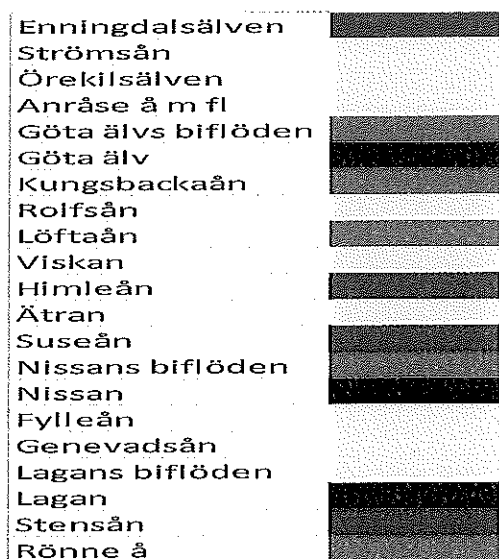 Enningdalsälven
Strömsån
Örekilsälven
Anråse å m fl
Göta älvs biflöden
Göta älv
Kungsbackaån
Rolfsån
Löftaån
Viskan
Himleån
Ätran
Suseån
Nissans biflöden
Nissan
Fylleån
Genevadsån
Lagans biflöden
Lagan
Stensån
Rönne å